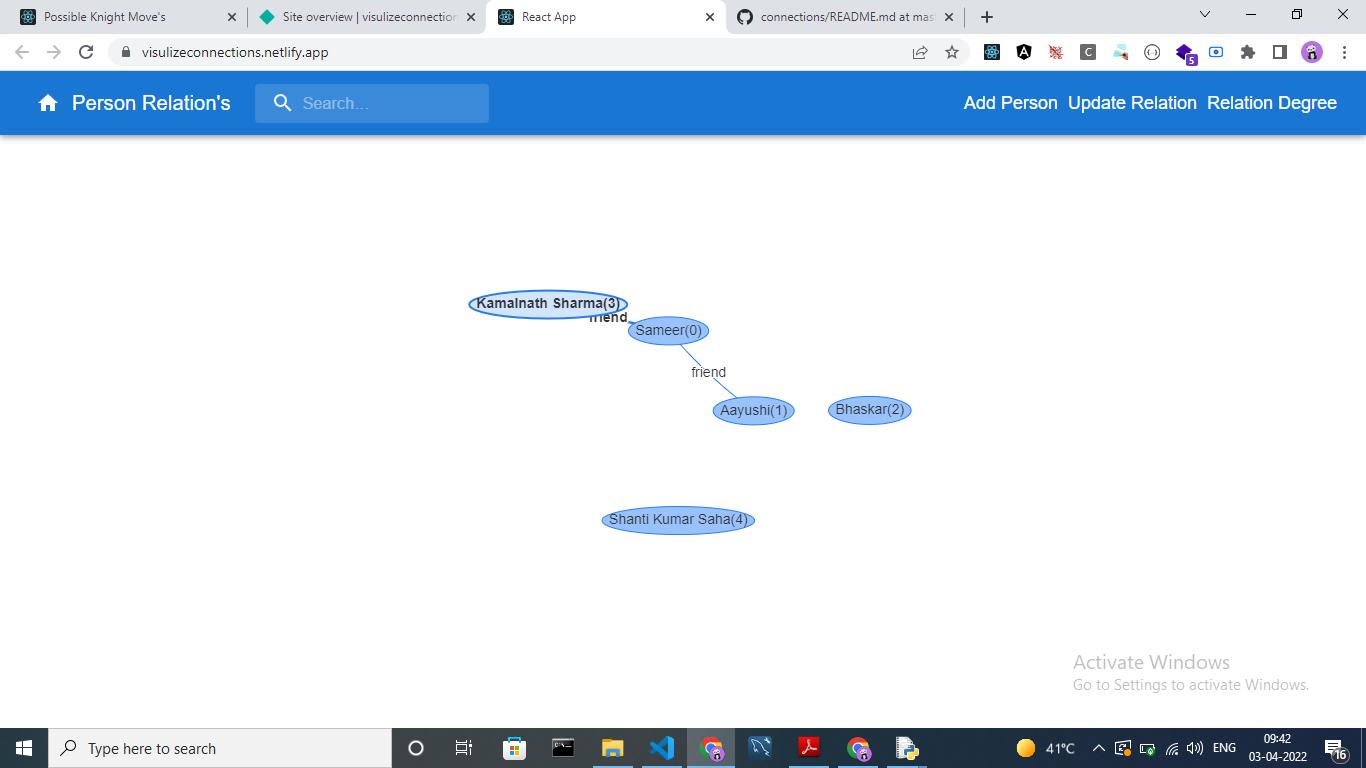 Possible Knight Move's
Site overview | visulizeconnection
React App
connections/README.md at mas
visulizeconnections.netlify.app
5
Person Relation's
Search...
Add Person Update Relation Relation Degree
Kamalnath Sharma(3)
friend
Sameer(0)
friend
Aayushi(1)
Bhaskar(2)
Shanti Kumar Saha(4)
Activate Windows
Go to Settings to activate Windows.
Type here to search
41°C
ENG
09:42
03-04-2022
16